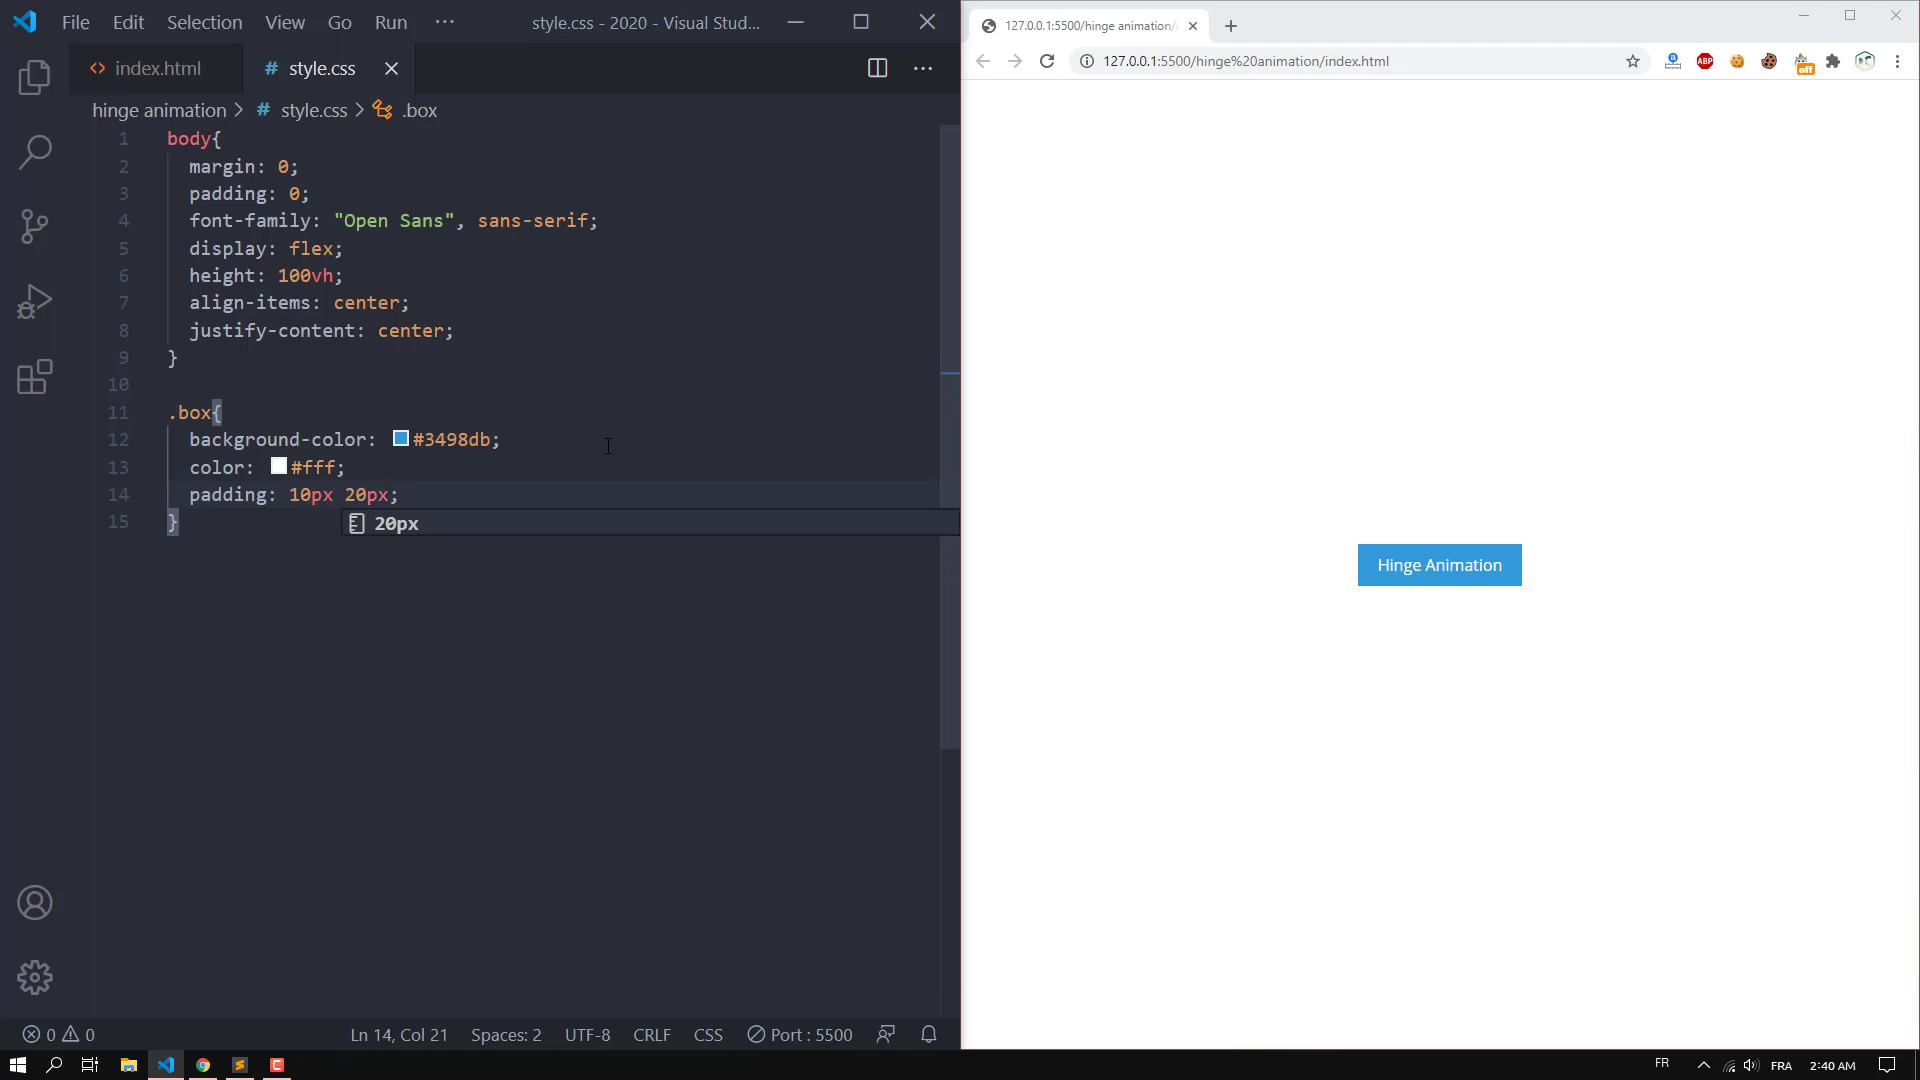 File Edit Selection View Go Run ··· style.css - 2020 - Visual Stud...
index.html # style.css
hinge animation > # style.css > .box
1 body{
2 margin: 0;
3 padding: 0;
4 font-family: "Open Sans", sans-serif;
5 display: flex;
6 height: 100vh;
7 align-items: center;
8 justify-content: center;
9 }
10
11 .box{
12 background-color: #3498db;
13 color: #fff;
14 padding: 10px 20px;
15 }
20px
0 0 Ln 14, Col 21 Spaces: 2 UTF-8 CRLF CSS Port : 5500
127.0.0.1:5500/hinge animation/
127.0.0.1:5500/hinge%20animation/index.html
ABP
off
Hinge Animation
FR FRA 2:40 AM